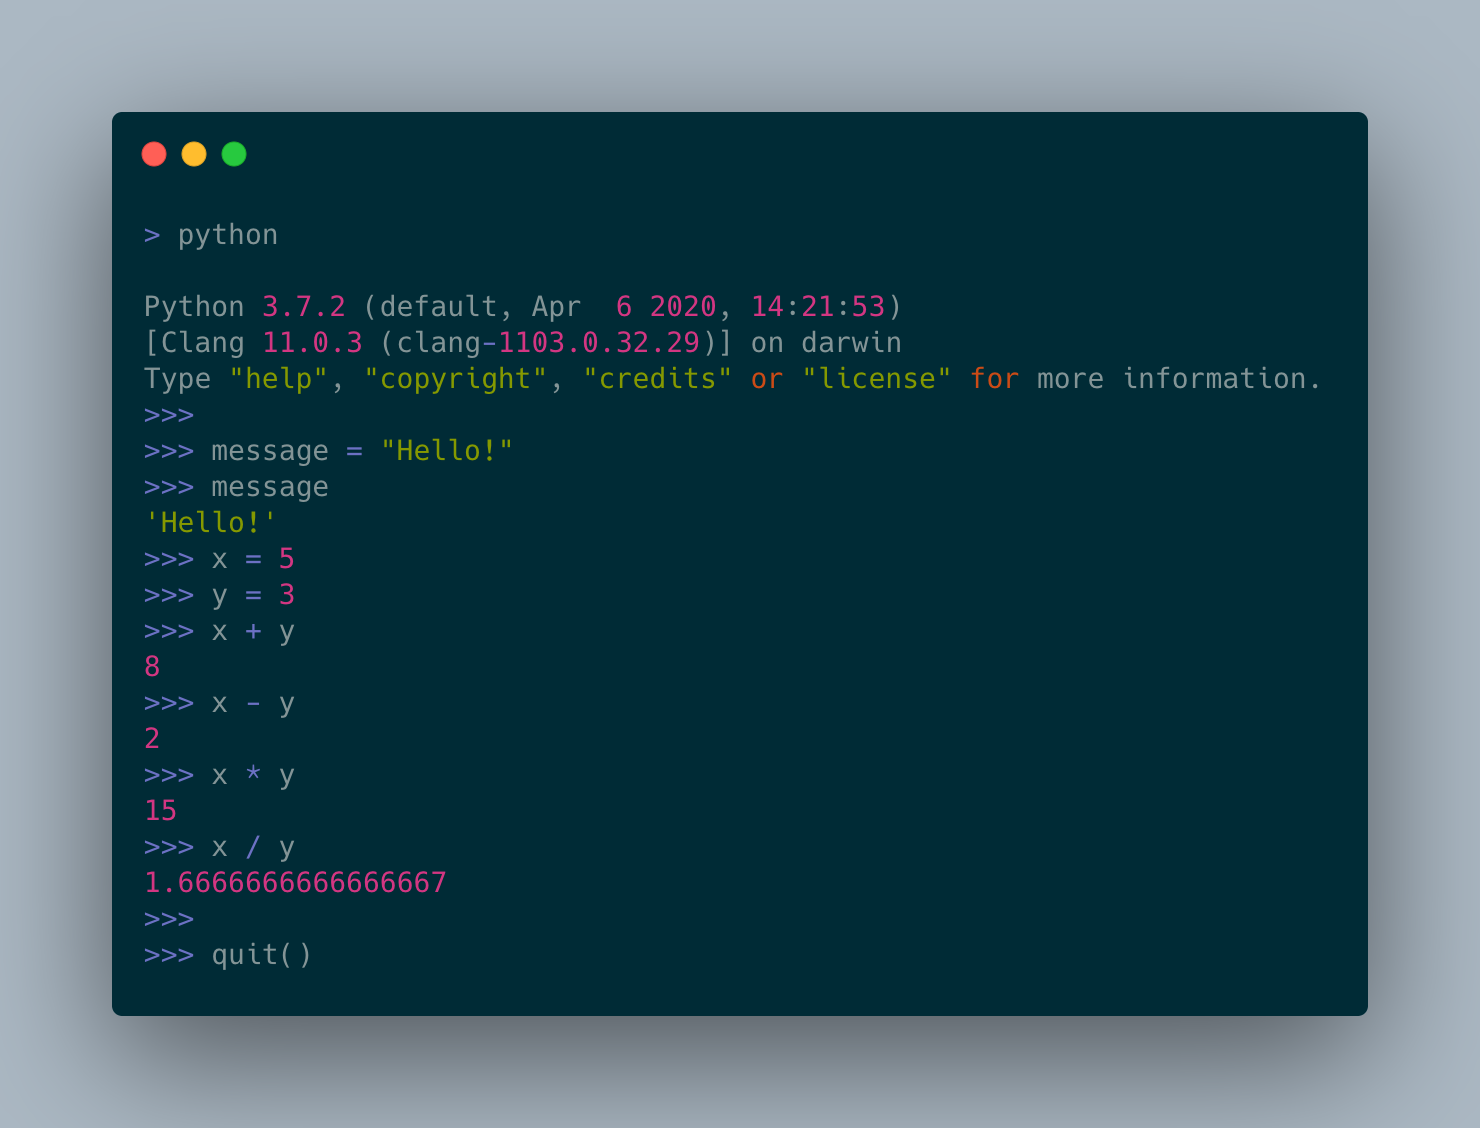 > python
Python 3.7.2 (default, Apr  6 2020, 14:21:53)
[Clang 11.0.3 (clang-1103.0.32.29)] on darwin
Type "help", "copyright", "credits" or "license" for more information.
>>>
>>> message = "Hello!"
>>> message
'Hello!'
>>> x = 5
>>> y = 3
>>> x + y
8
>>> x - y
2
>>> x * y
15
>>> x / y
1.6666666666666667
>>>
>>> quit()